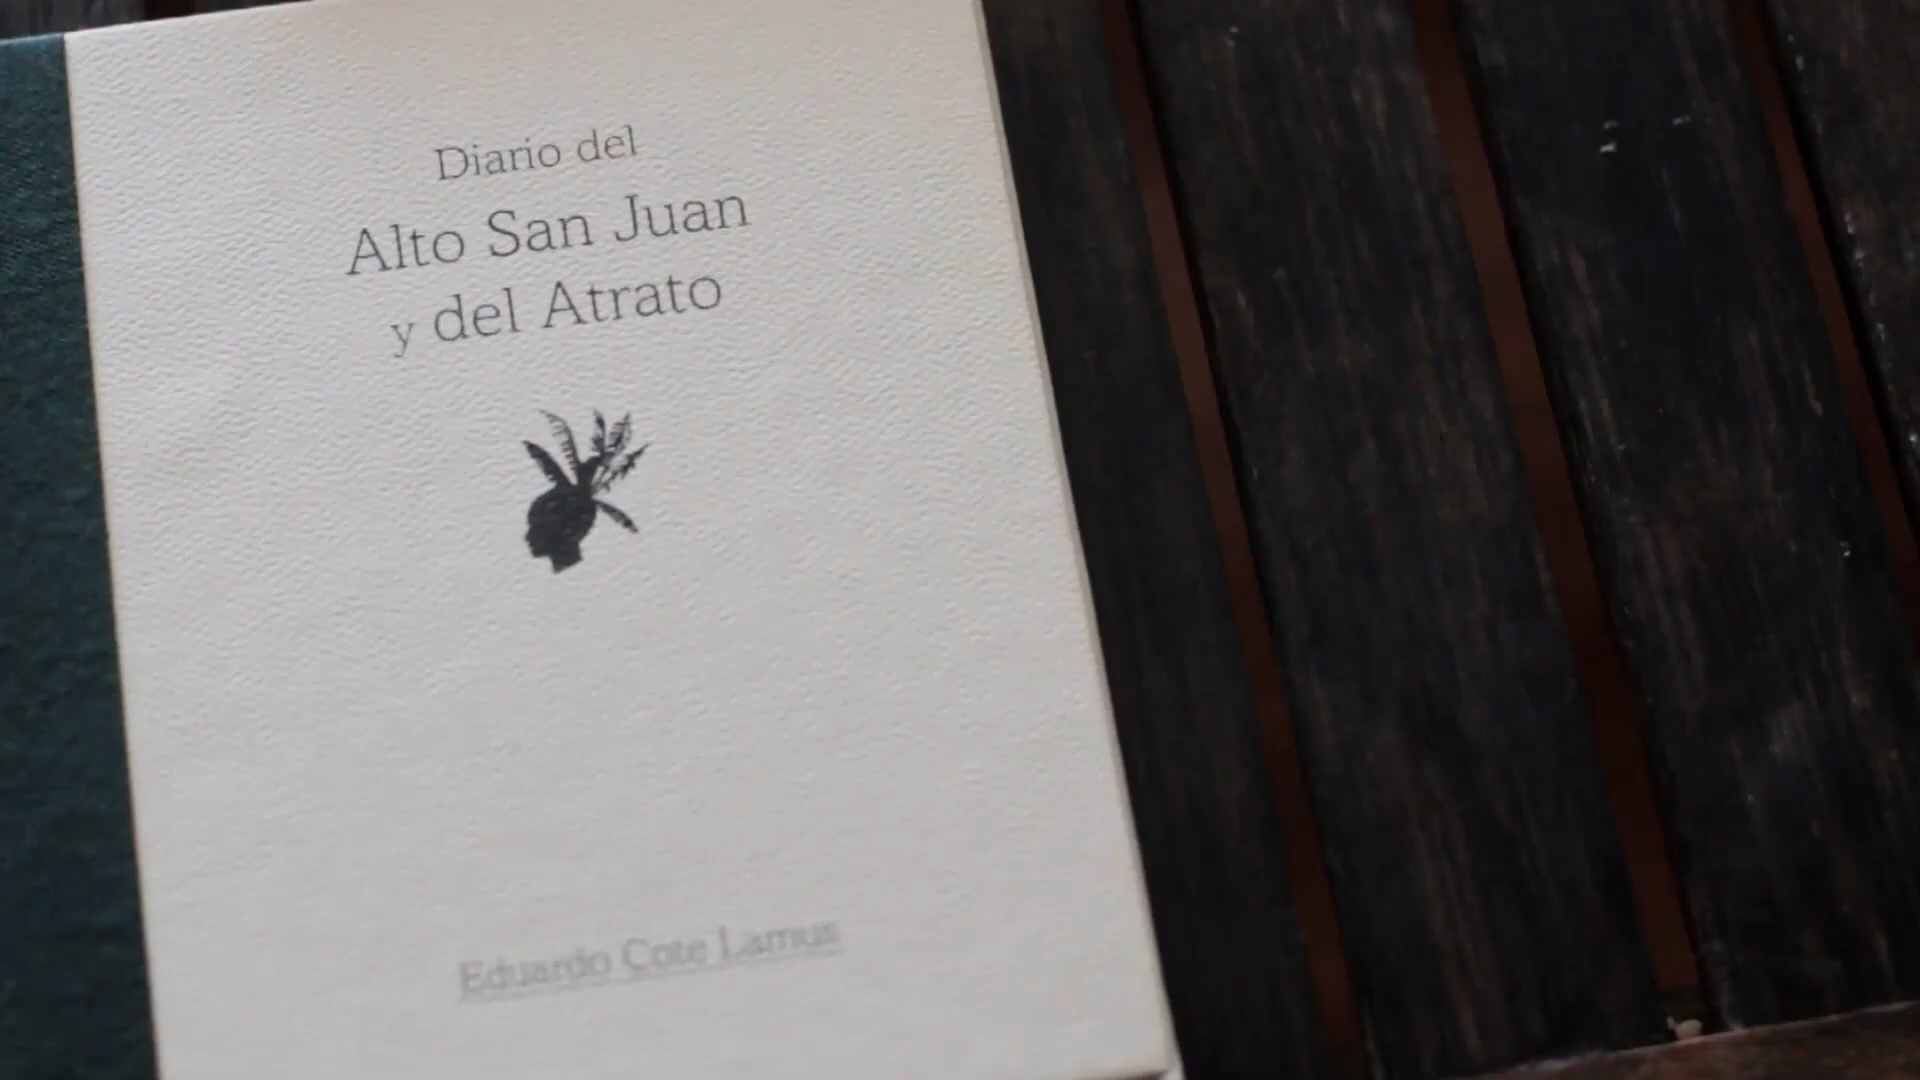 Diario del
Alto San Juan
y del Atrato
Eduardo Cote Lamus